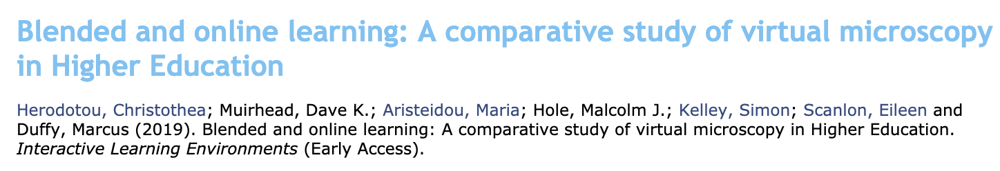 Blended and online learning: A comparative study of virtual microscopy
in Higher Education
Herodotou, Christothea; Muirhead, Dave K.; Aristeidou, Maria; Hole, Malcolm J.; Kelley, Simon; Scanlon, Eileen and
Duffy, Marcus (2019). Blended and online learning: A comparative study of virtual microscopy in Higher Education.
Interactive Learning Environments (Early Access).